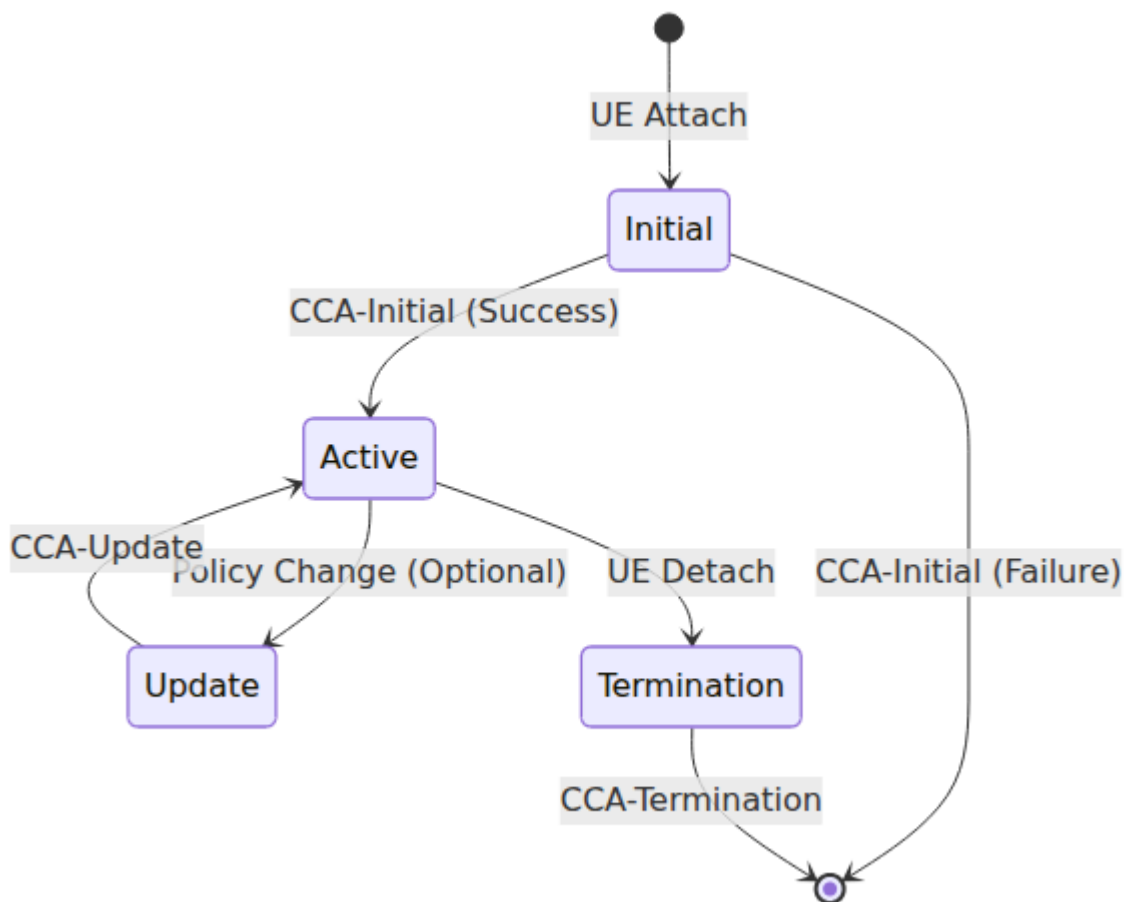 UE Attach
Initial
CCA-Initial (Success)
Active
CCA-Update
Policy Change (Optional)
UE Detach
CCA-Initial (Failure)
Update
Termination
CCA-Termination